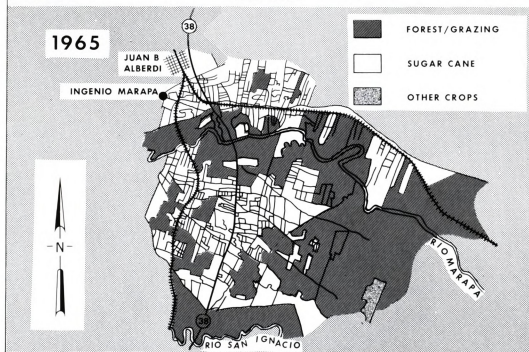 1965
38
JUAN B
ALBERDI
INGENIO MARAPA
FOREST/GRAZING
SUGAR CANE
OTHER CROPS
-N-
RIO MARAPA
38
RIO SAN IGNACIO